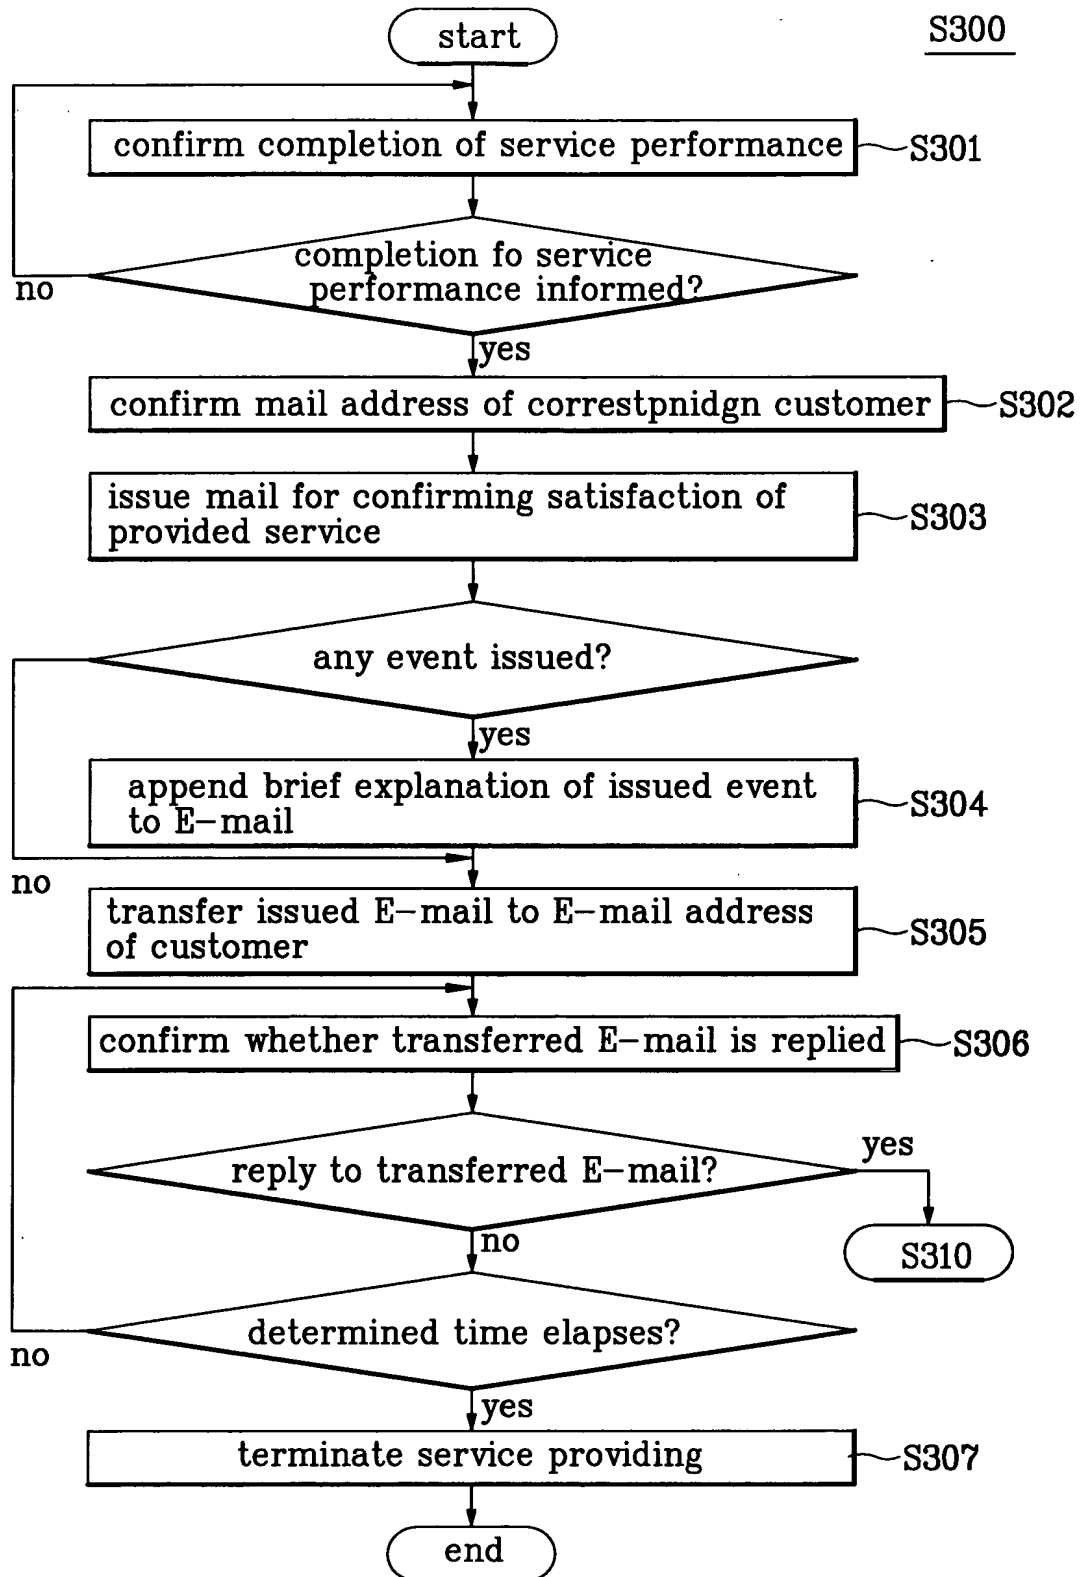 start
S300
confirm completion of service performance
S301
completion fo service
performance informed?
no
yes
confirm mail address of correstpnidgn customer
S302
issue mail for confirming satisfaction of
provided service
S303
any event issued?
yes
append brief explanation of issued event
to E-mail
S304
no
transfer issued E-mail to E-mail address
of customer
S305
confirm whether transferred E-mail is replied
S306
reply to transferred E-mail?
yes
S310
no
determined time elapses?
no
yes
terminate service providing
S307
end